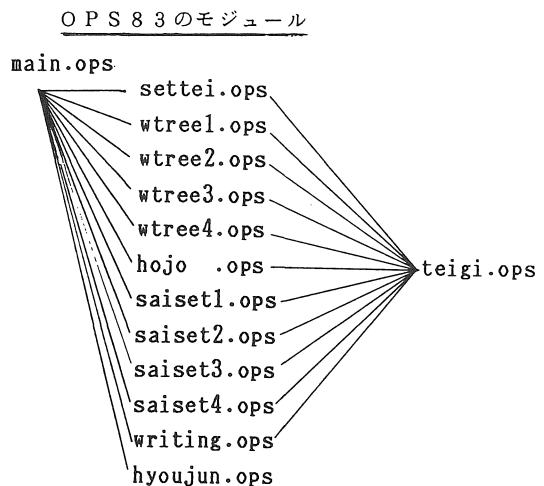 OPS83のモジュール
main.ops
settei.ops
wtree1.ops
wtree2.ops
wtree3.ops
wtree4.ops
hojo .ops
teigi.ops
saiset1.ops
saiset2.ops
saiset3.ops
saiset4.ops
writing.ops
hyoujun.ops